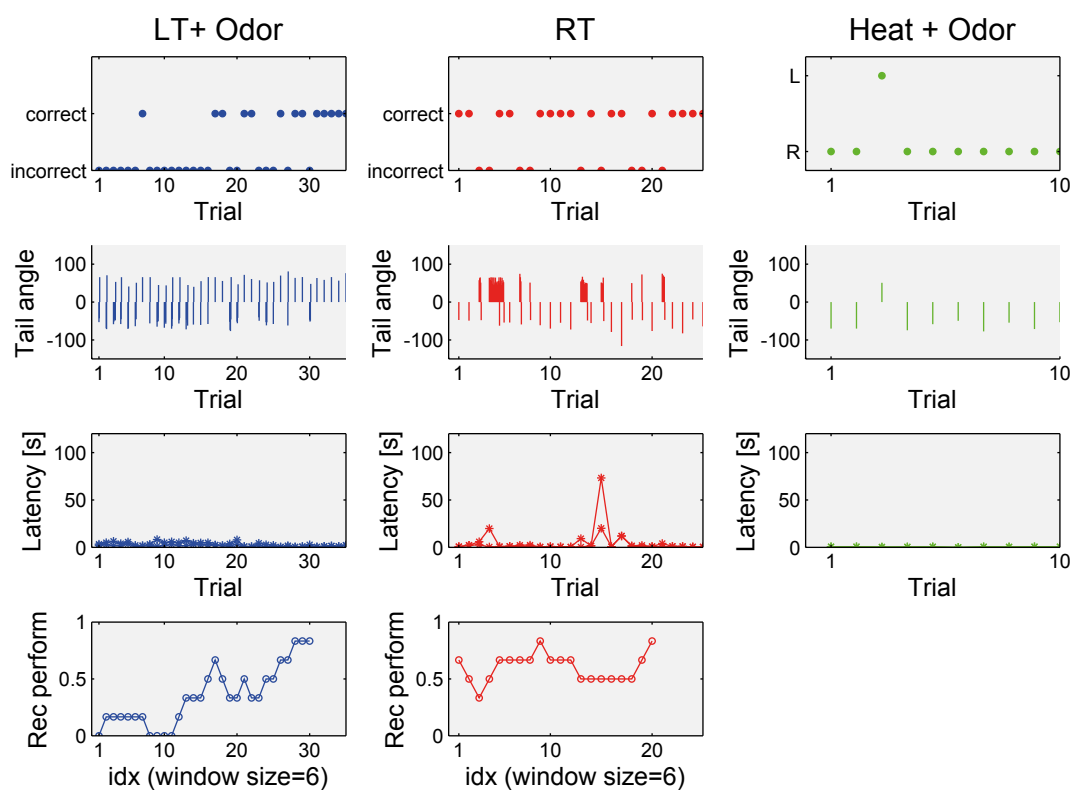 LT+ Odor
RT
Heat + Odor
correct
incorrect
1
10
20
30
Trial
correct
incorrect
1
10
20
Trial
L
R
1
10
Trial
Tail angle
100
0
-100
1
10
20
30
Trial
Tail angle
100
0
-100
1
10
20
Trial
Tail angle
100
0
-100
1
10
Trial
Latency [s]
100
50
0
1
10
20
30
Trial
Latency [s]
100
50
0
1
10
20
Trial
Latency [s]
100
50
0
1
10
Trial
Rec perform
1
0.5
0
1
10
20
30
idx (window size=6)
Rec perform
1
0.5
0
1
10
20
idx (window size=6)